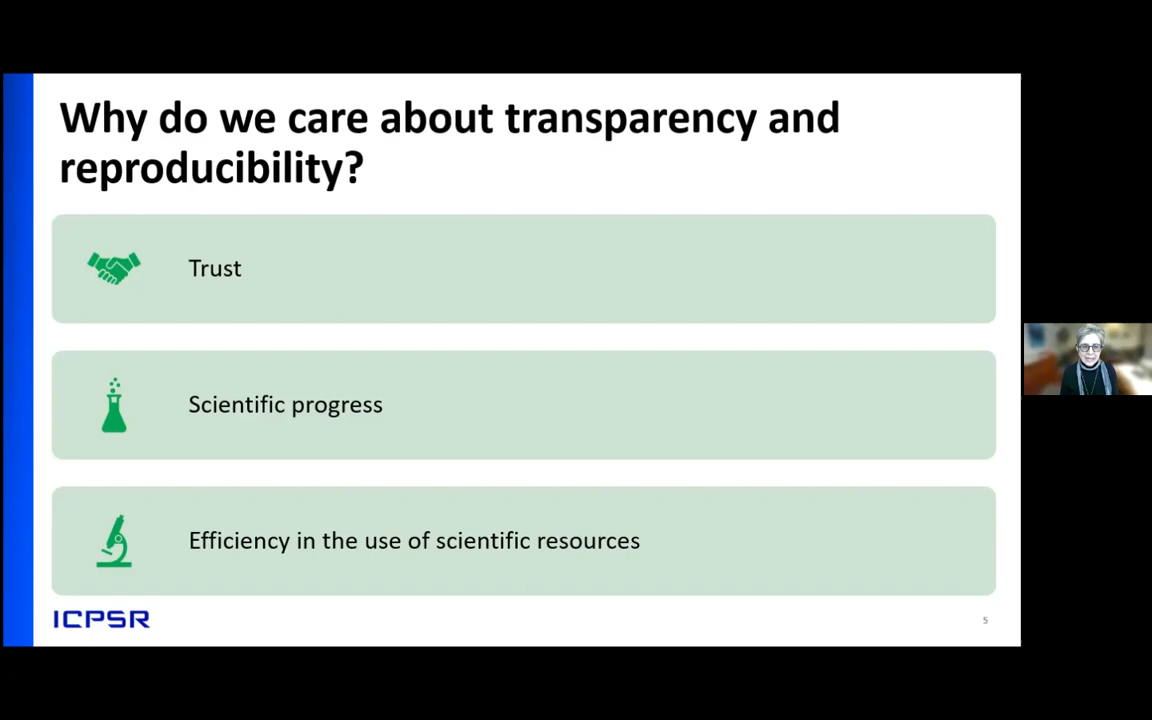 Why do we care about transparency and
reproducibility?
Trust
Scientific progress
Efficiency in the use of scientific resources
ICPSR
5